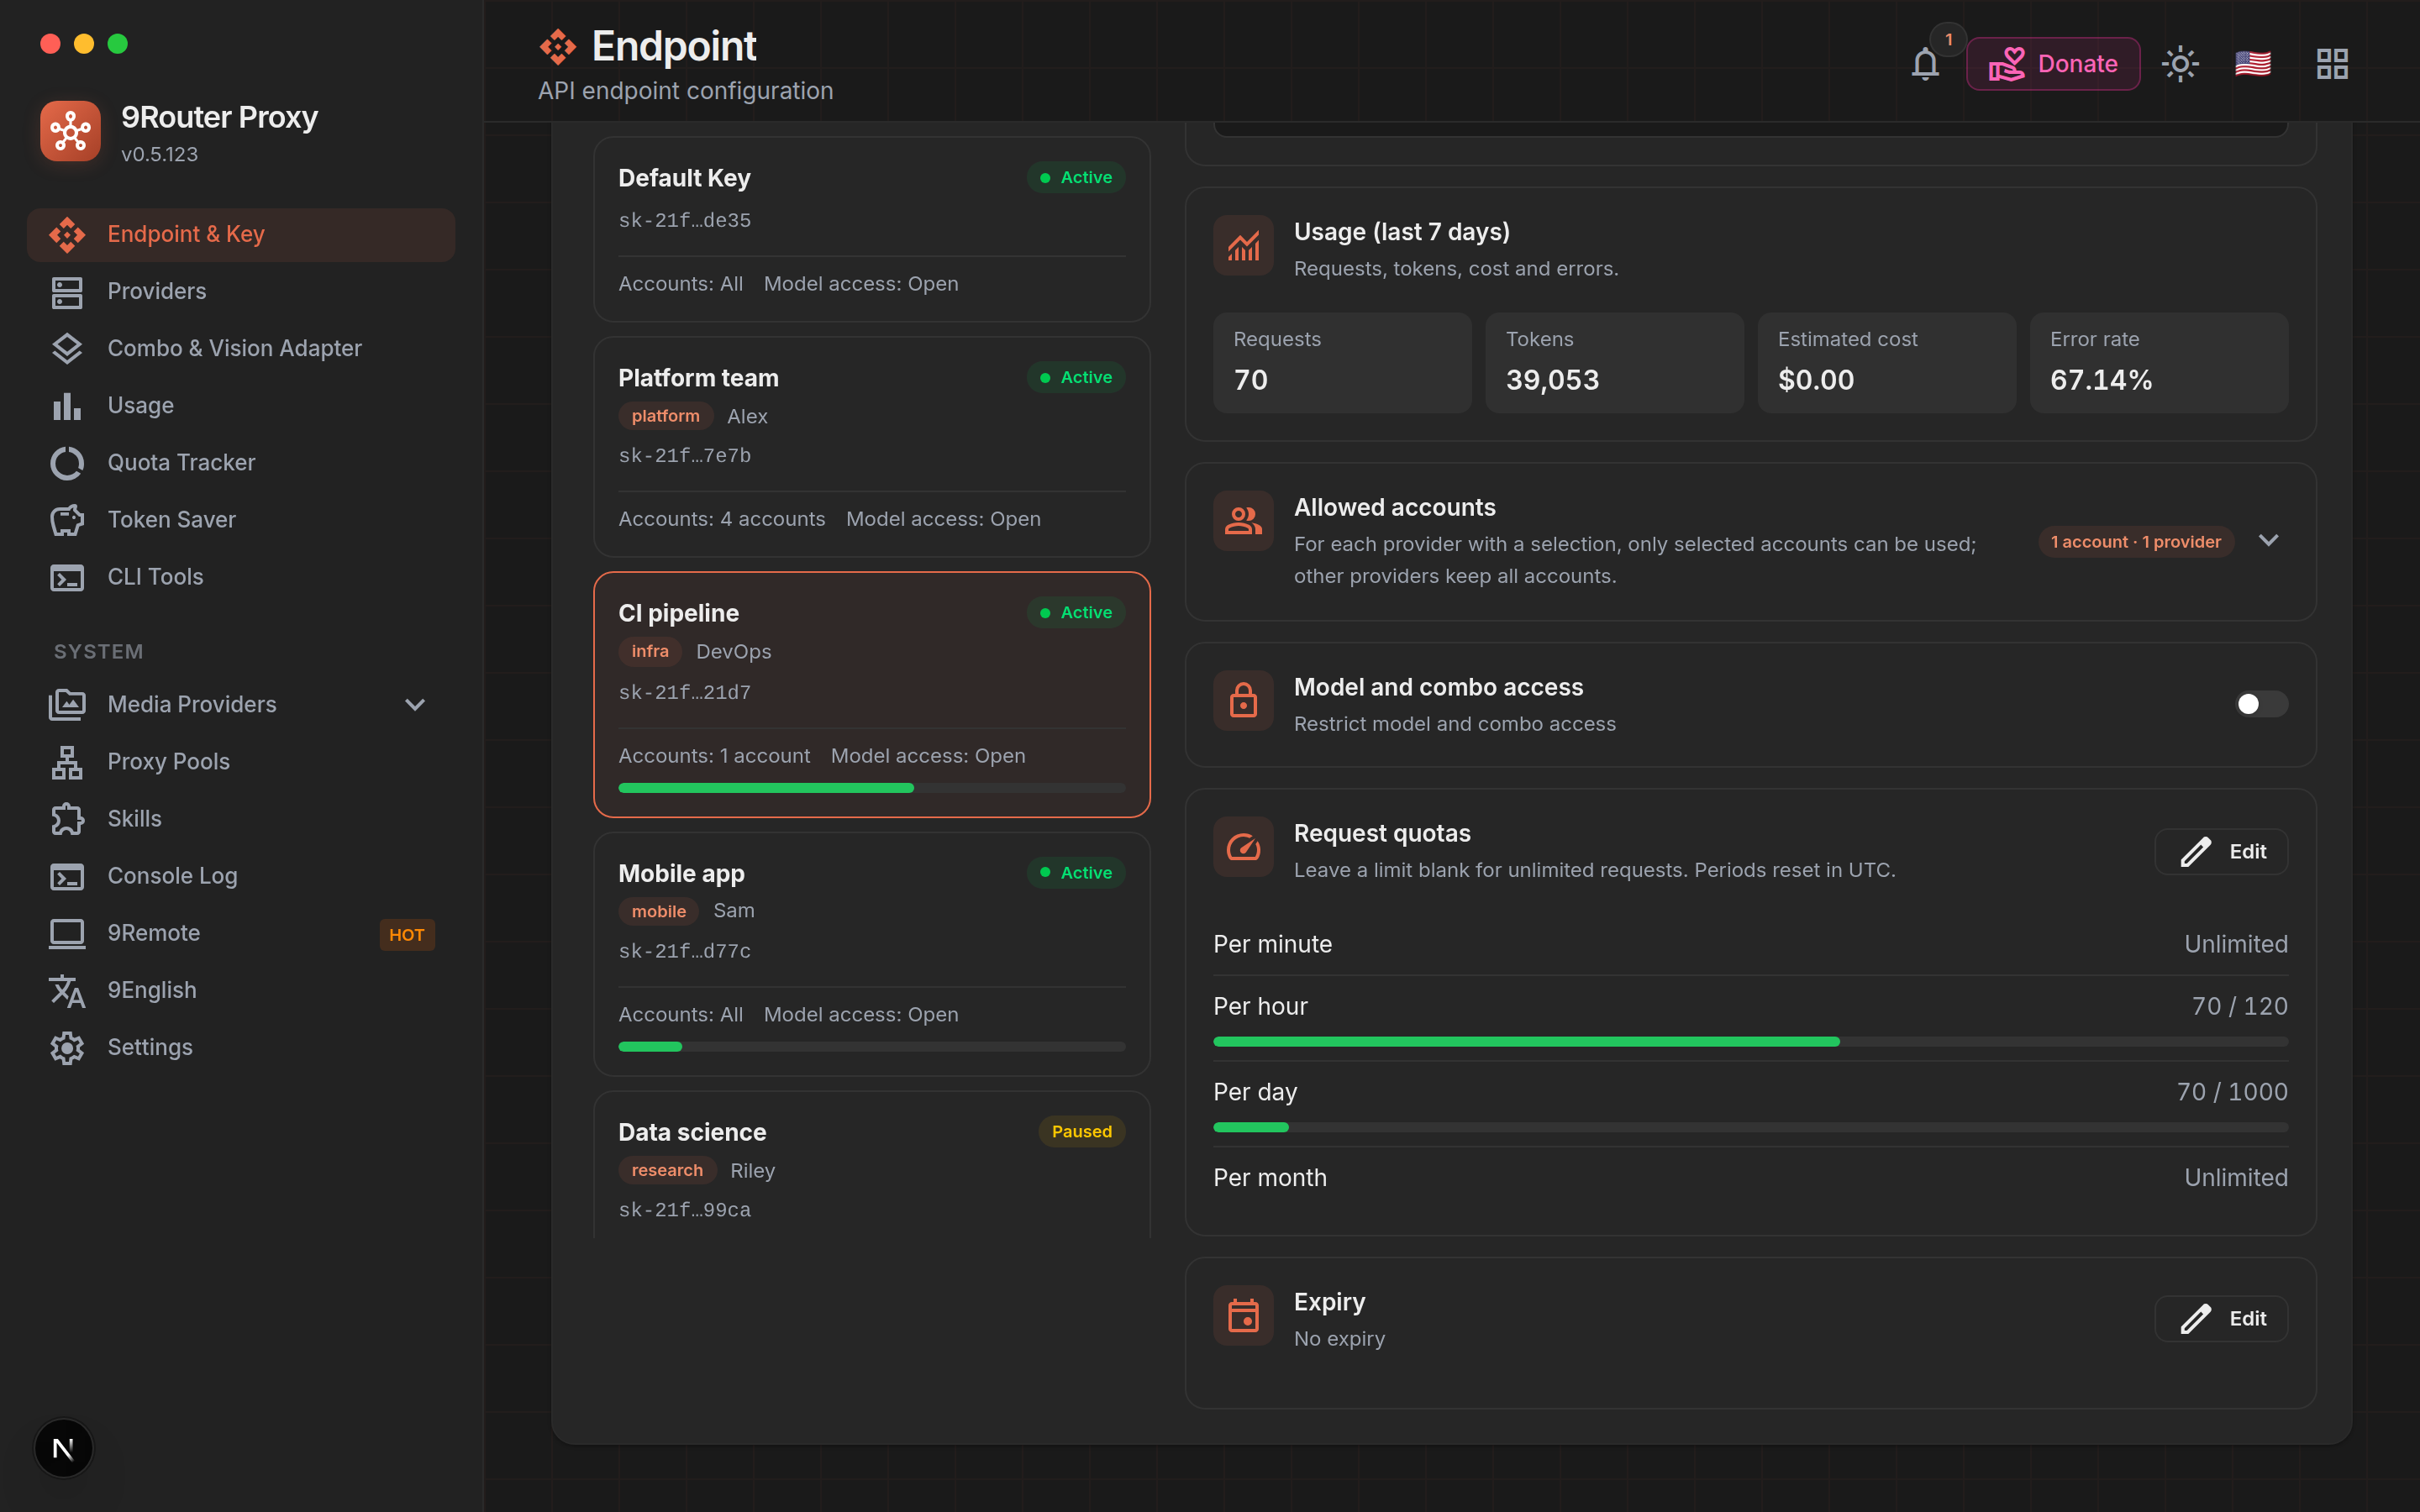 9Router Proxy
v0.5.123
Endpoint & Key
Providers
Combo & Vision Adapter
Usage
Quota Tracker
Token Saver
CLI Tools
SYSTEM
Media Providers
Proxy Pools
Skills
Console Log
9Remote HOT
9English
Settings
N
Endpoint
API endpoint configuration
1
Donate
Default Key Active
sk-21f…de35
Accounts: All Model access: Open
Platform team Active
platform Alex
sk-21f…7e7b
Accounts: 4 accounts Model access: Open
CI pipeline Active
infra DevOps
sk-21f…21d7
Accounts: 1 account Model access: Open
Mobile app Active
mobile Sam
sk-21f…d77c
Accounts: All Model access: Open
Data science Paused
research Riley
sk-21f…99ca
Usage (last 7 days)
Requests, tokens, cost and errors.
Requests Tokens Estimated cost Error rate
70 39,053 $0.00 67.14%
Allowed accounts
For each provider with a selection, only selected accounts can be used;
other providers keep all accounts.
1 account · 1 provider
Model and combo access
Restrict model and combo access
Request quotas
Leave a limit blank for unlimited requests. Periods reset in UTC.
Edit
Per minute Unlimited
Per hour 70 / 120
Per day 70 / 1000
Per month Unlimited
Expiry
No expiry
Edit